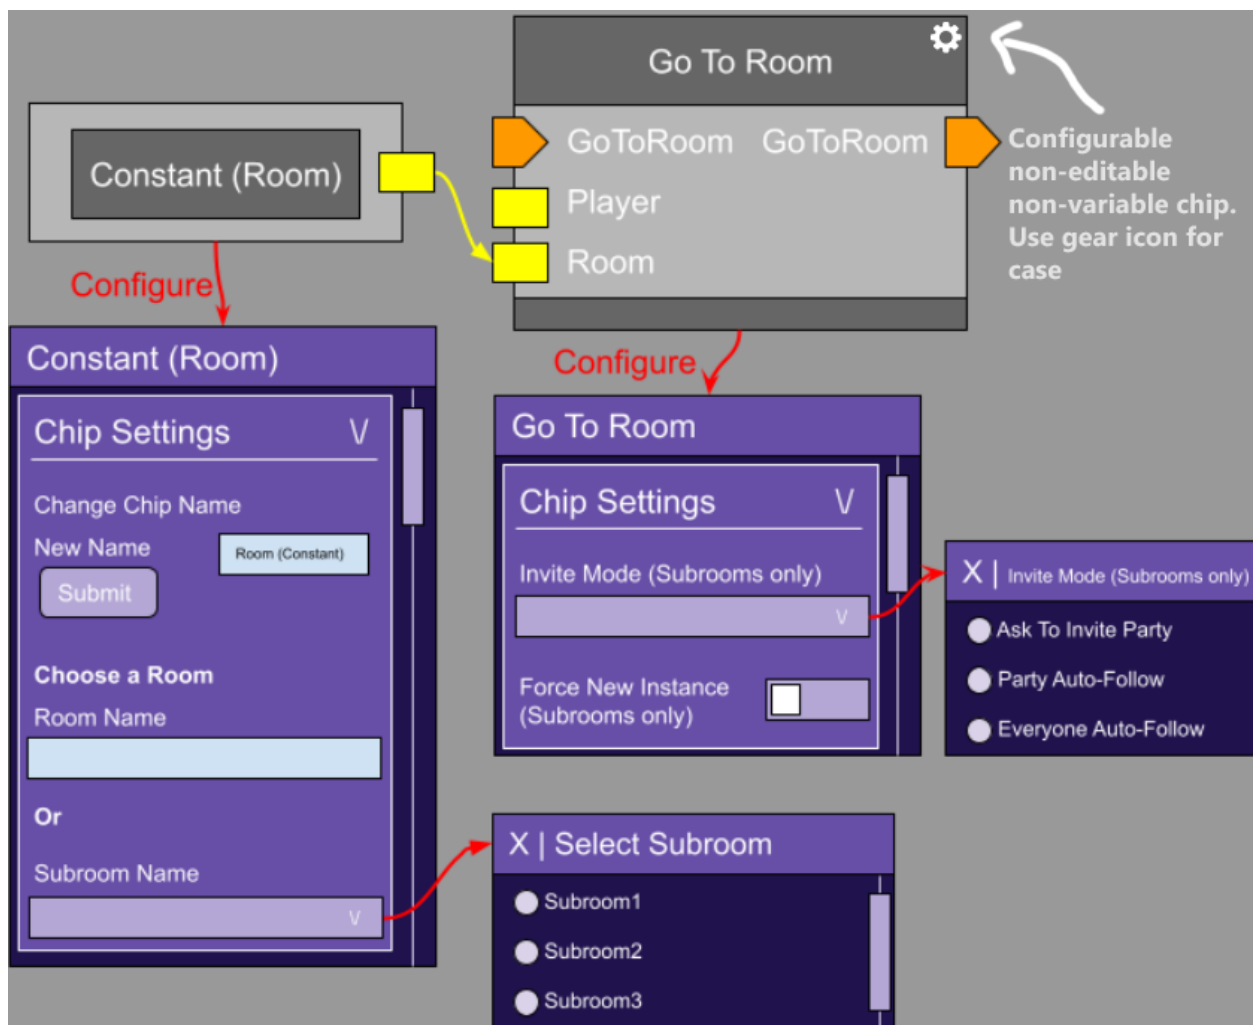 Go To Room
GoToRoom GoToRoom
Player
Room
Configurable
non-editable
non-variable chip.
Use gear icon for
case
Constant (Room)
Configure
Configure
Constant (Room)
Chip Settings V
Change Chip Name
New Name Room (Constant)
Submit
Choose a Room
Room Name
Or
Subroom Name
V
Go To Room
Chip Settings V
Invite Mode (Subrooms only)
V
Force New Instance
(Subrooms only)
X | Invite Mode (Subrooms only)
Ask To Invite Party
Party Auto-Follow
Everyone Auto-Follow
X | Select Subroom
Subroom1
Subroom2
Subroom3